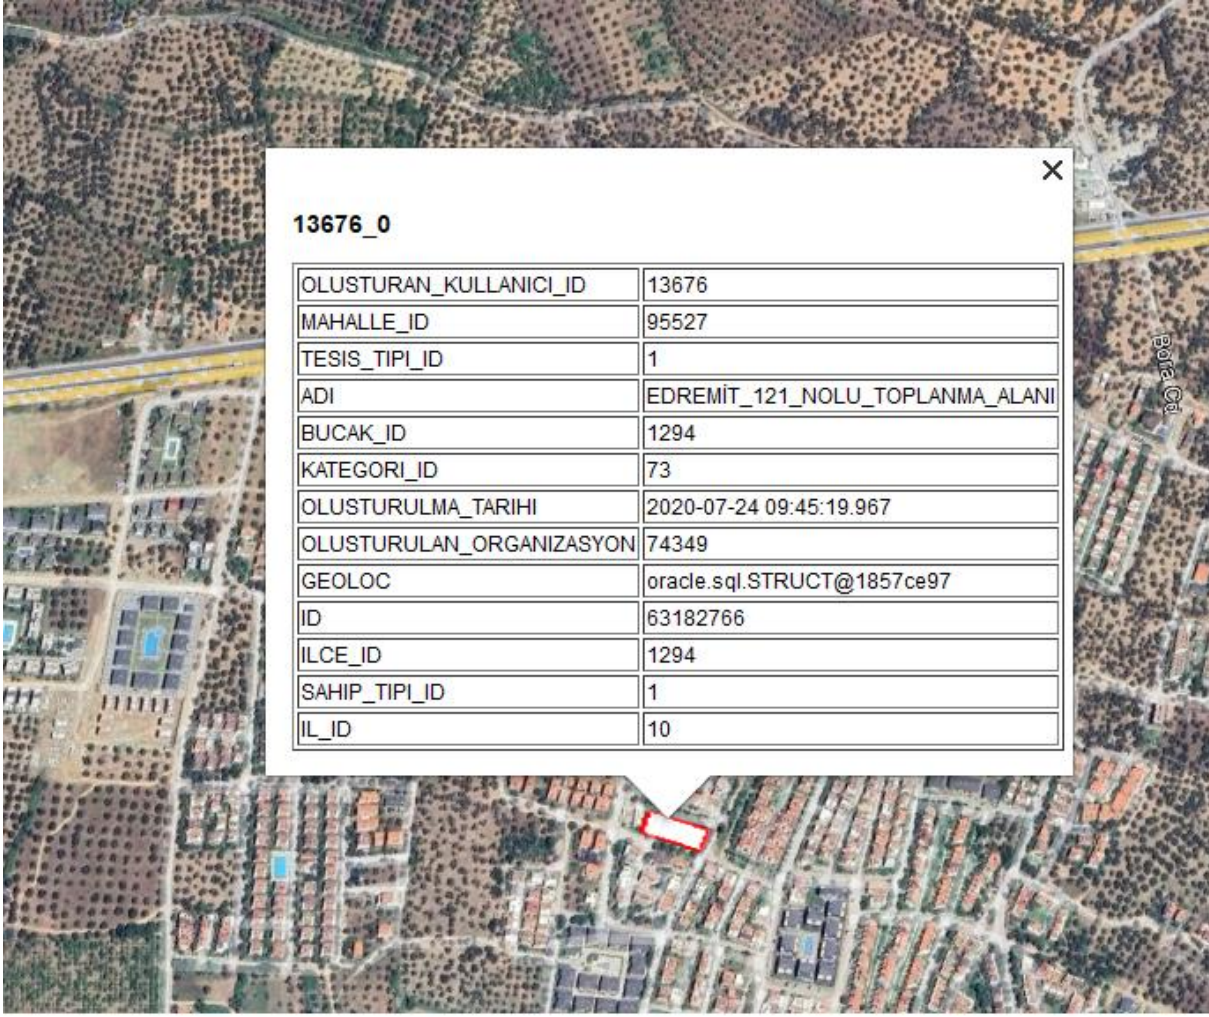 13676_0
OLUSTURAN_KULLANICI_ID 13676
MAHALLE_ID 95527
TESIS_TIPI_ID 1
ADI EDREMİT_121_NOLU_TOPLANMA_ALANI
BUCAK_ID 1294
KATEGORI_ID 73
OLUSTURULMA_TARIHI 2020-07-24 09:45:19.967
OLUSTURULAN_ORGANIZASYON 74349
GEOLOC oracle.sql.STRUCT@1857ce97
ID 63182766
ILCE_ID 1294
SAHIP_TIPI_ID 1
IL_ID 10
Bora Cd.